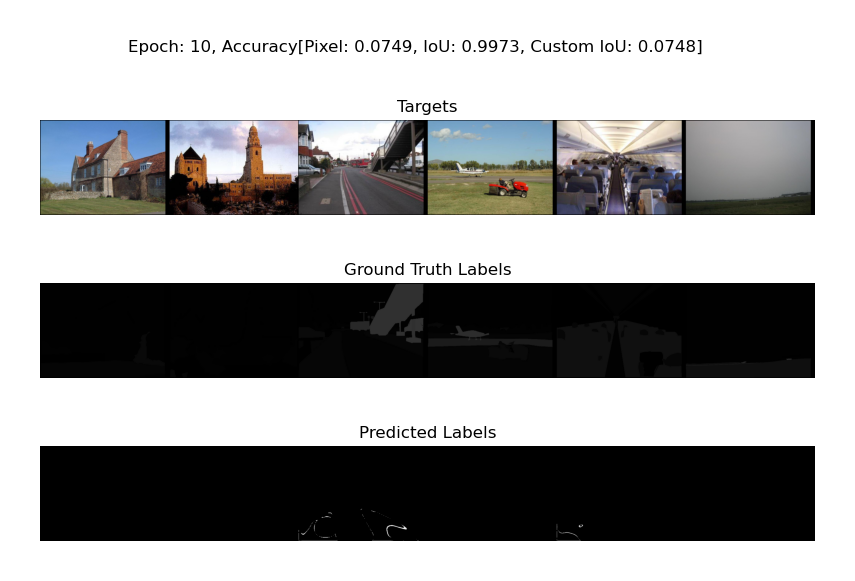 Epoch: 10, Accuracy[Pixel: 0.0749, IoU: 0.9973, Custom IoU: 0.0748]
Targets
Ground Truth Labels
Predicted Labels